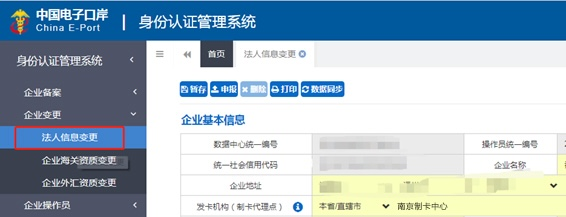 中国电子口岸
China E-Port
身份认证管理系统
身份认证管理系统
首页
法人信息变更
企业备案
暂存
申报
删除
打印
数据同步
企业变更
企业基本信息
法人信息变更
数据中心统一编号
操作员统一编号
企业海关资质变更
统一社会信用代码
企业名称
企业外汇资质变更
企业地址
企业操作员
发卡机构（制卡代理点）
本省/直辖市
南京制卡中心